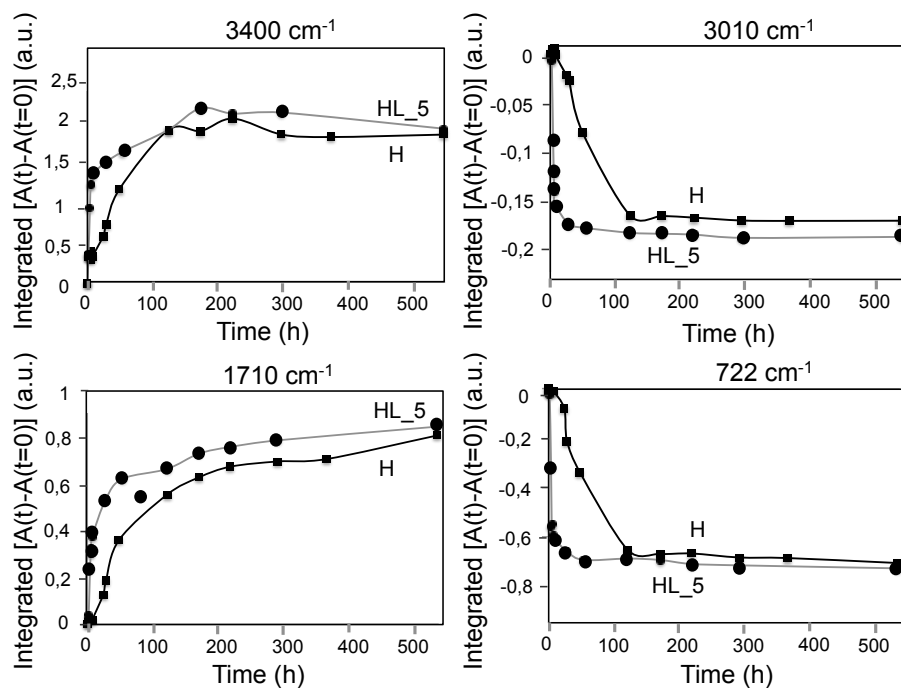 3400 cm-1
Integrated [A(t)-A(t=0)] (a.u.)
2,5
2
1,5
1
0,5
0
HL_5
H
0 100 200 300 400 500
Time (h)
3010 cm-1
Integrated [A(t)-A(t=0)] (a.u.)
0
-0,05
-0,1
-0,15
-0,2
H
HL_5
0 100 200 300 400 500
Time (h)
1710 cm-1
Integrated [A(t)-A(t=0)] (a.u.)
1
0,8
0,6
0,4
0,2
0
HL_5
H
0 100 200 300 400 500
Time (h)
722 cm-1
Integrated [A(t)-A(t=0)] (a.u.)
0
-0,2
-0,4
-0,6
-0,8
H
HL_5
0 100 200 300 400 500
Time (h)